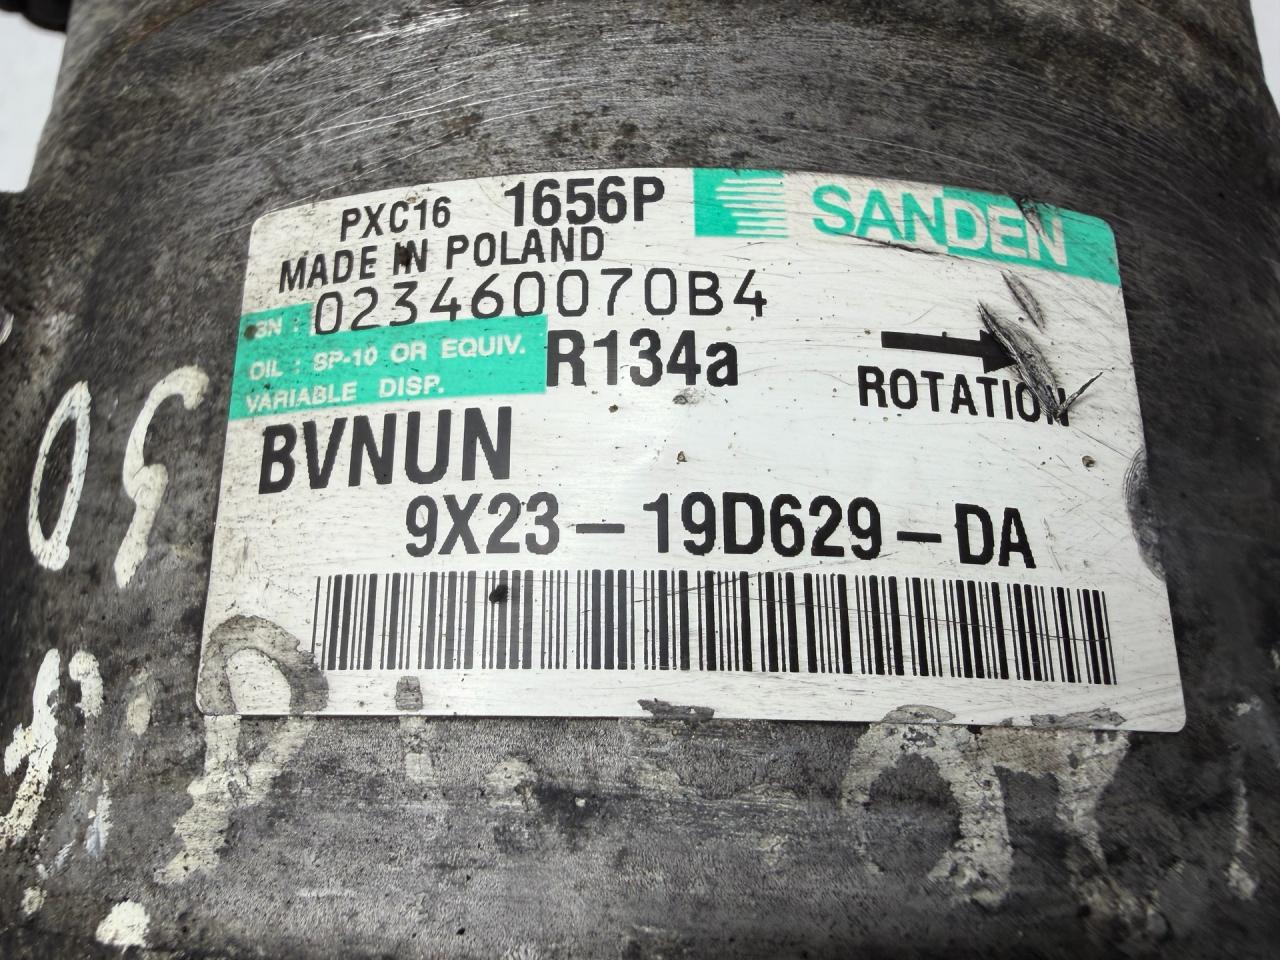 PXC16 1656P SANDEN
MADE IN POLAND
SN : 023460070B4
OIL : SP-10 OR EQUIV. R134a
VARIABLE DISP.
ROTATION
BVNUN
9X23-19D629-DA